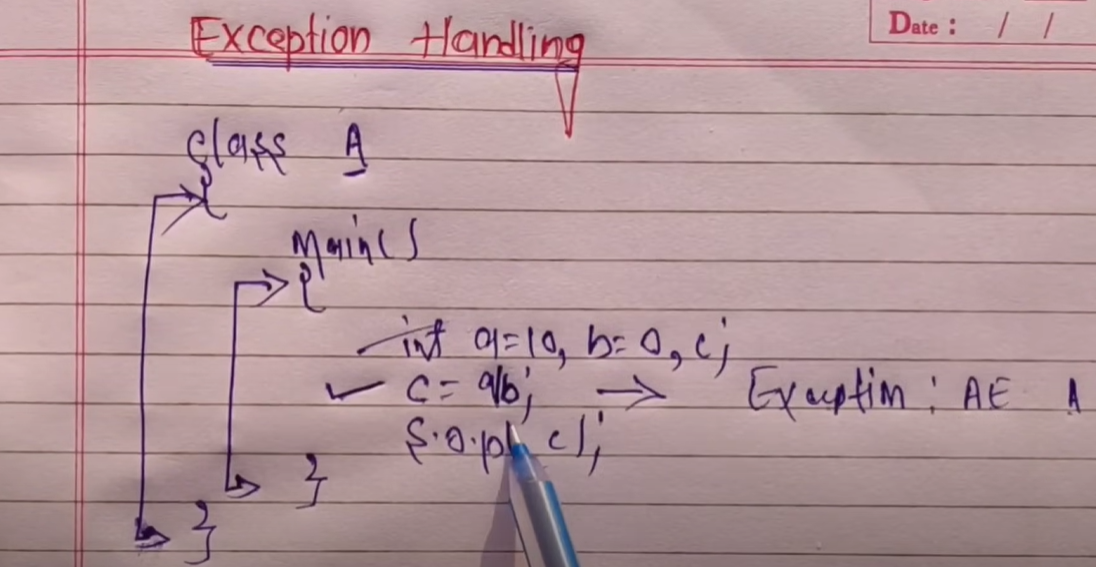 Date : / /
Exception Handling
class A
{
Main()
{
int a=10, b=0, c;
c = a/b; → Exception : AE A
S.o.p( c);
}
}